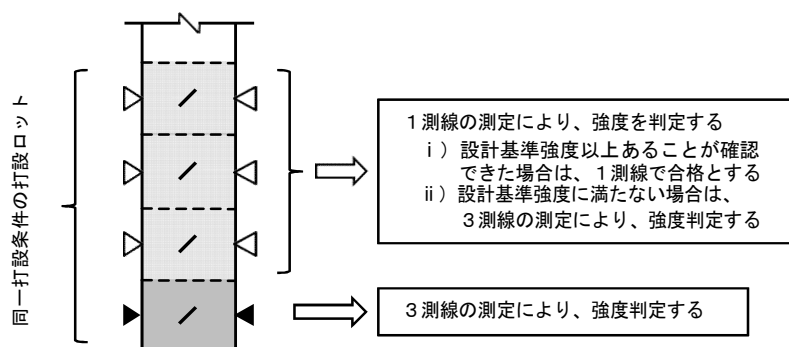 同一打設条件の打設ロット
１測線の測定により、強度を判定する
ⅰ）設計基準強度以上あることが確認
できた場合は、１測線で合格とする
ⅱ）設計基準強度に満たない場合は、
３測線の測定により、強度判定する
３測線の測定により、強度判定する